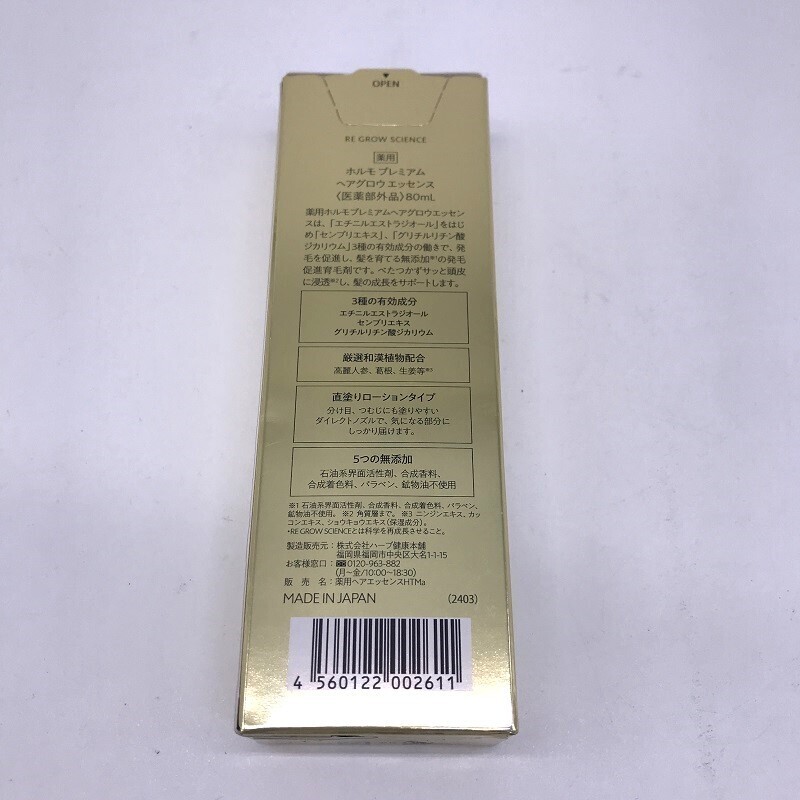 OPEN
RE GROW SCIENCE
薬用
ホルモ プレミアム
ヘアグロウ エッセンス
〈医薬部外品〉80mL
薬用ホルモプレミアムヘアグロウエッセン
スは、「エチニルエストラジオール」をはじ
め「センブリエキス」、「グリチルリチン酸
ジカリウム」3種の有効成分の働きで、発
毛を促進し、髪を育てる無添加※1の発毛
促進育毛剤です。べたつかずサッと頭皮
に浸透※2し、髪の成長をサポートします。
3種の有効成分
エチニルエストラジオール
センブリエキス
グリチルリチン酸ジカリウム
厳選和漢植物配合
高麗人参、葛根、生姜等※3
直塗りローションタイプ
分け目、つむじにも塗りやすい
ダイレクトノズルで、気になる部分に
しっかり届けます。
5つの無添加
石油系界面活性剤、合成香料、
合成着色料、パラベン、鉱物油不使用
※1 石油系界面活性剤、合成香料、合成着色料、パラベン、
鉱物油不使用。 ※2 角質層まで。 ※3 ニンジンエキス、カッ
コンエキス、ショウキョウエキス(保湿成分)。
・RE GROW SCIENCEとは科学を再成長させること。
製造販売元：株式会社ハーブ健康本舗
福岡県福岡市中央区大名1-1-15
お客様窓口：☎0120-963-882
(月～金/10:00～18:30)
販 売 名：薬用ヘアエッセンスHTMa
MADE IN JAPAN (2403)
4 560122 002611